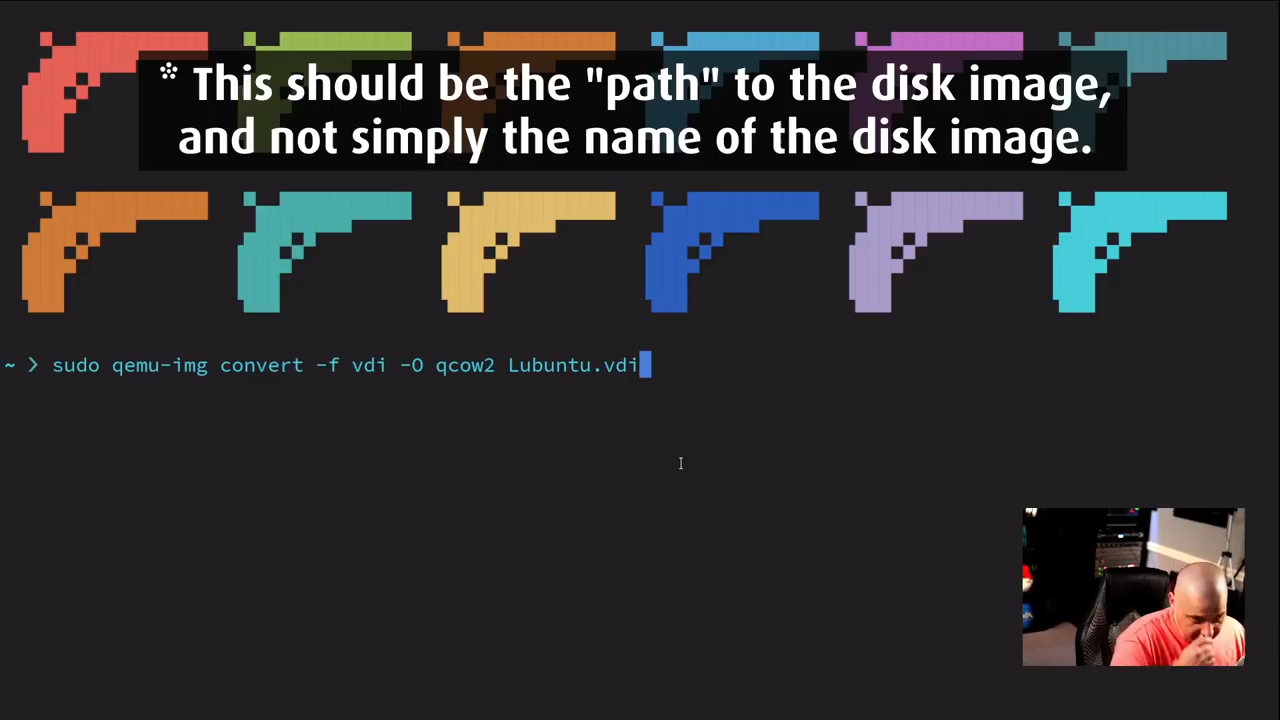 * This should be the "path" to the disk image,
and not simply the name of the disk image.
~ ❯ sudo qemu-img convert -f vdi -O qcow2 Lubuntu.vdi